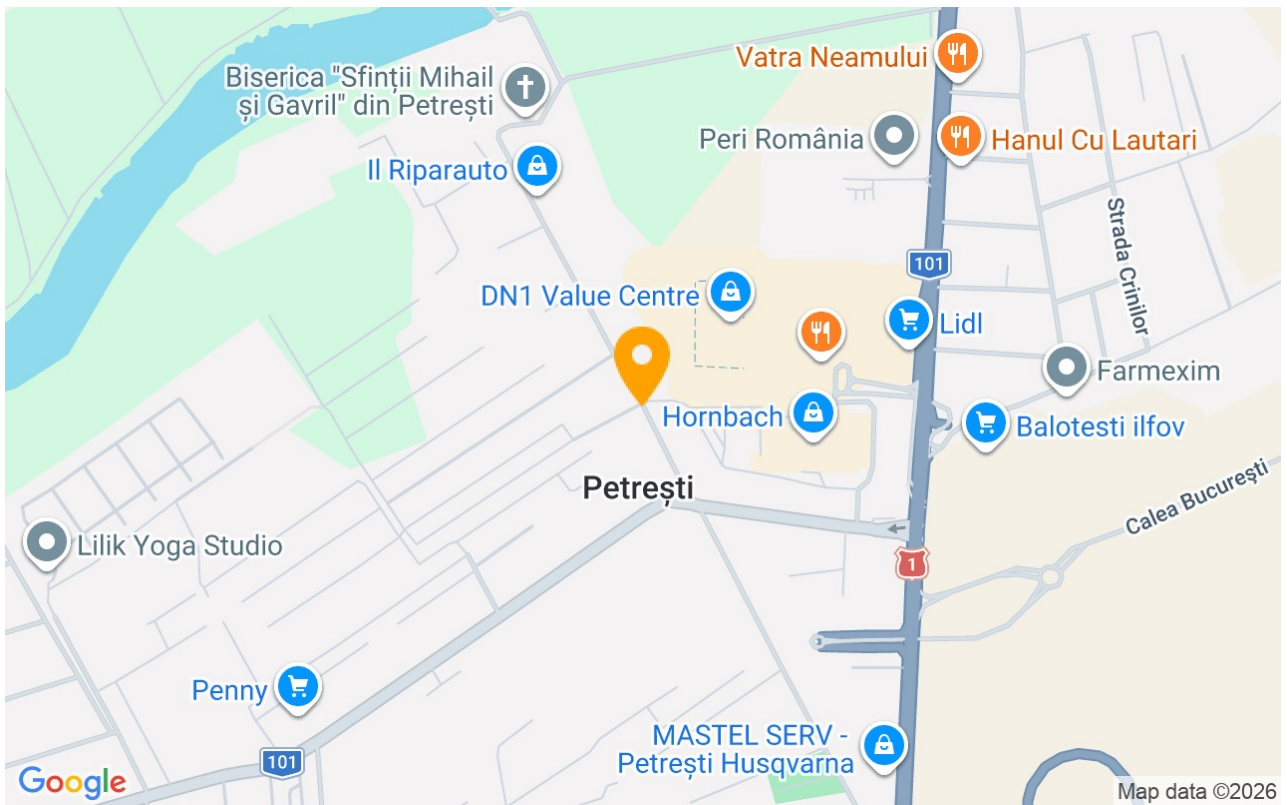 Vatra Neamului
Biserica "Sfinții Mihail
și Gavril" din Petrești
Peri România
Hanul Cu Lautari
Il Riparauto
Strada Crinilor
101
DN1 Value Centre
Lidl
Farmexim
Hornbach
Balotesti ilfov
Petrești
Calea București
Lilik Yoga Studio
1
Penny
MASTEL SERV -
Petrești Husqvarna
101
Google
Map data ©2026